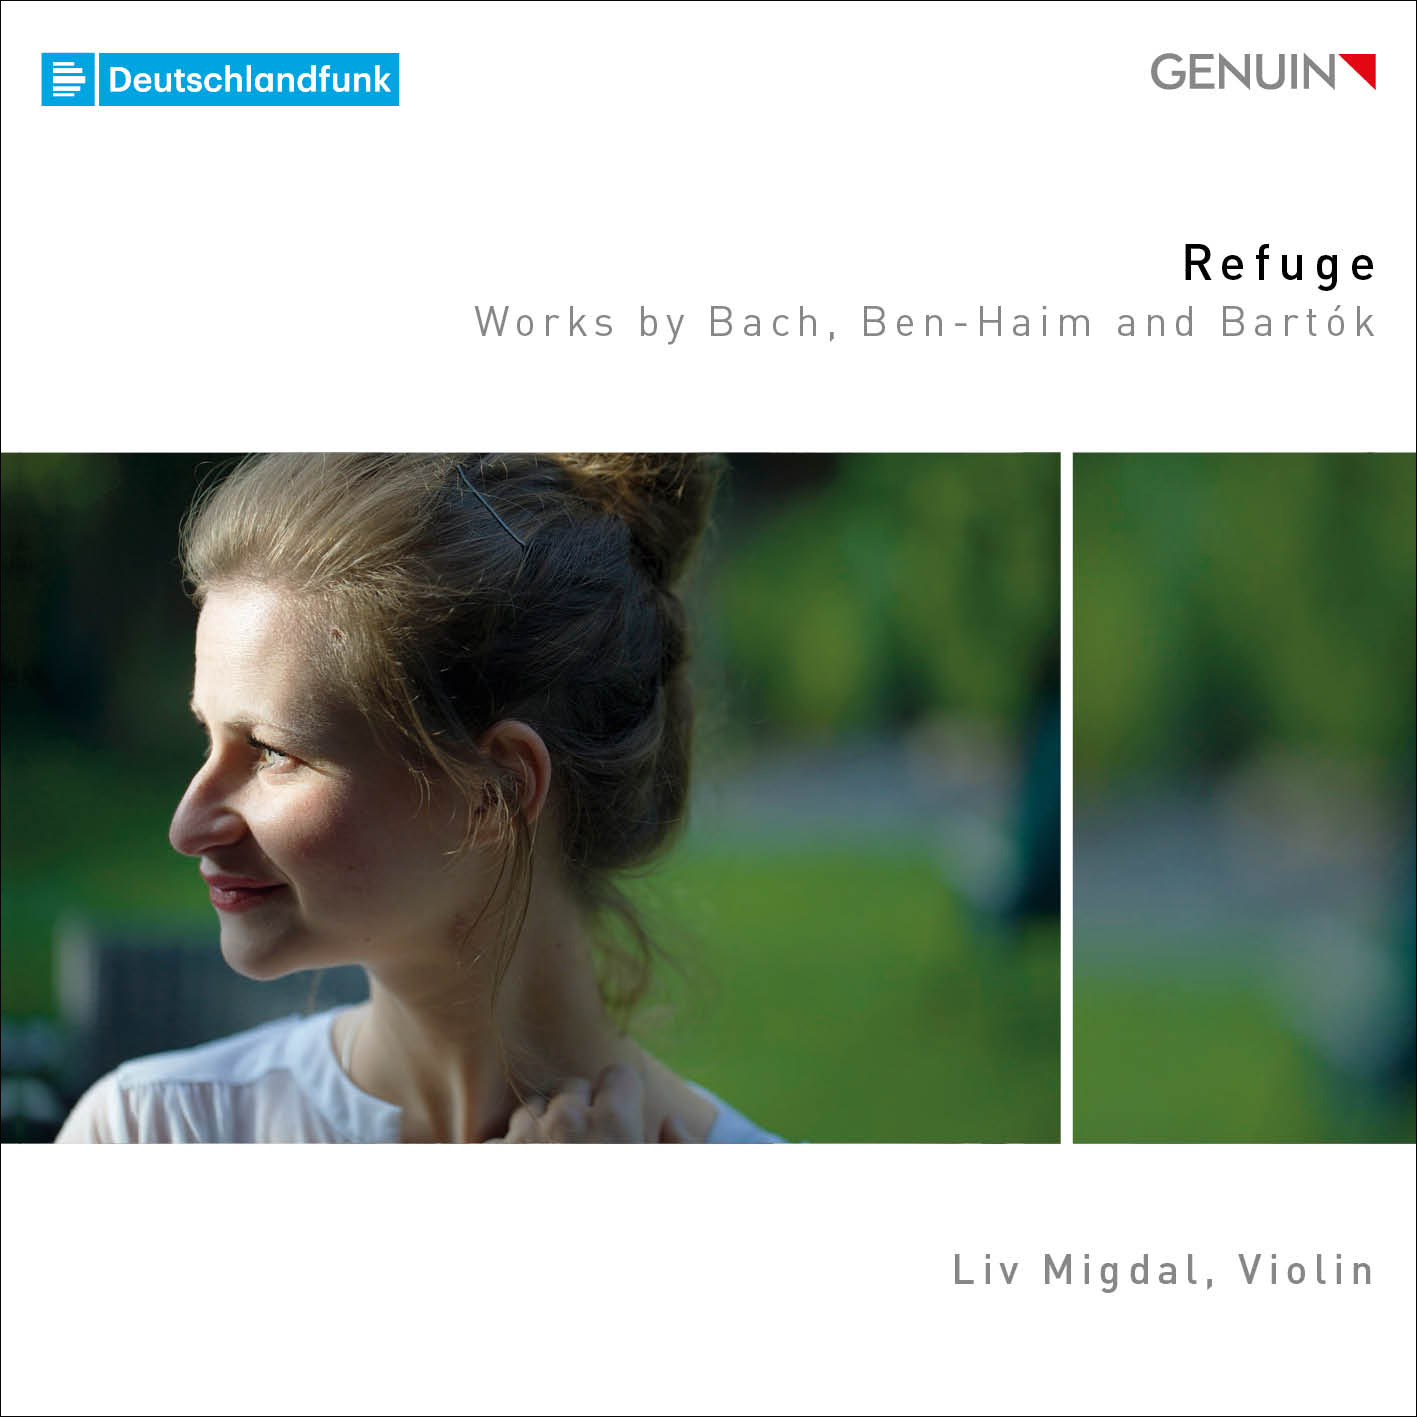 Deutschlandfunk
GENUIN
Refuge
Works by Bach, Ben-Haim and Bartók
Liv Migdal, Violin